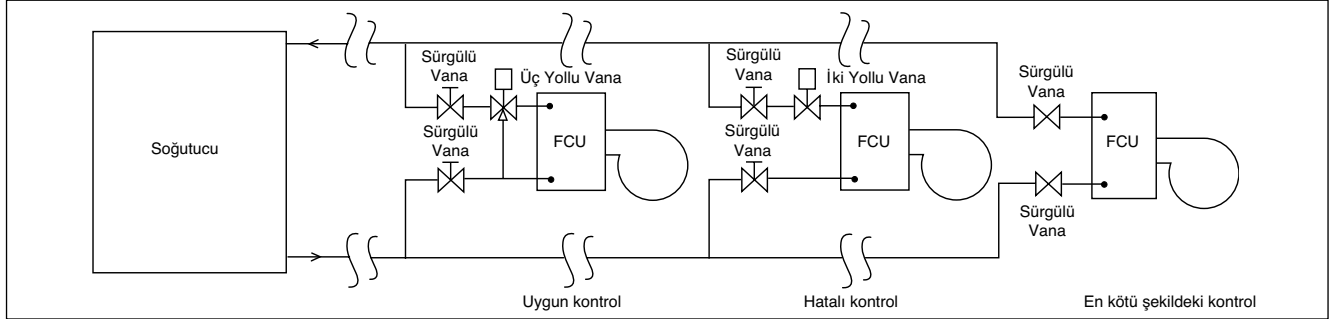 Soğutucu
Sürgülü
Vana
Üç Yollu Vana
Sürgülü
Vana
FCU
Uygun kontrol
Sürgülü
Vana
İki Yollu Vana
Sürgülü
Vana
FCU
Hatalı kontrol
Sürgülü
Vana
FCU
Sürgülü
Vana
En kötü şekildeki kontrol